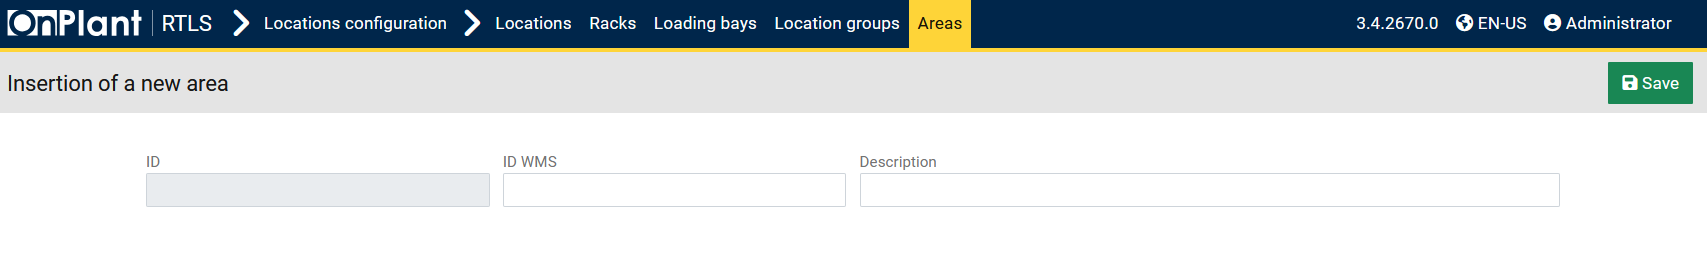 OnPlant RTLS Locations configuration Locations Racks Loading bays Location groups Areas 3.4.2670.0 EN-US Administrator
Insertion of a new area Save
ID ID WMS Description